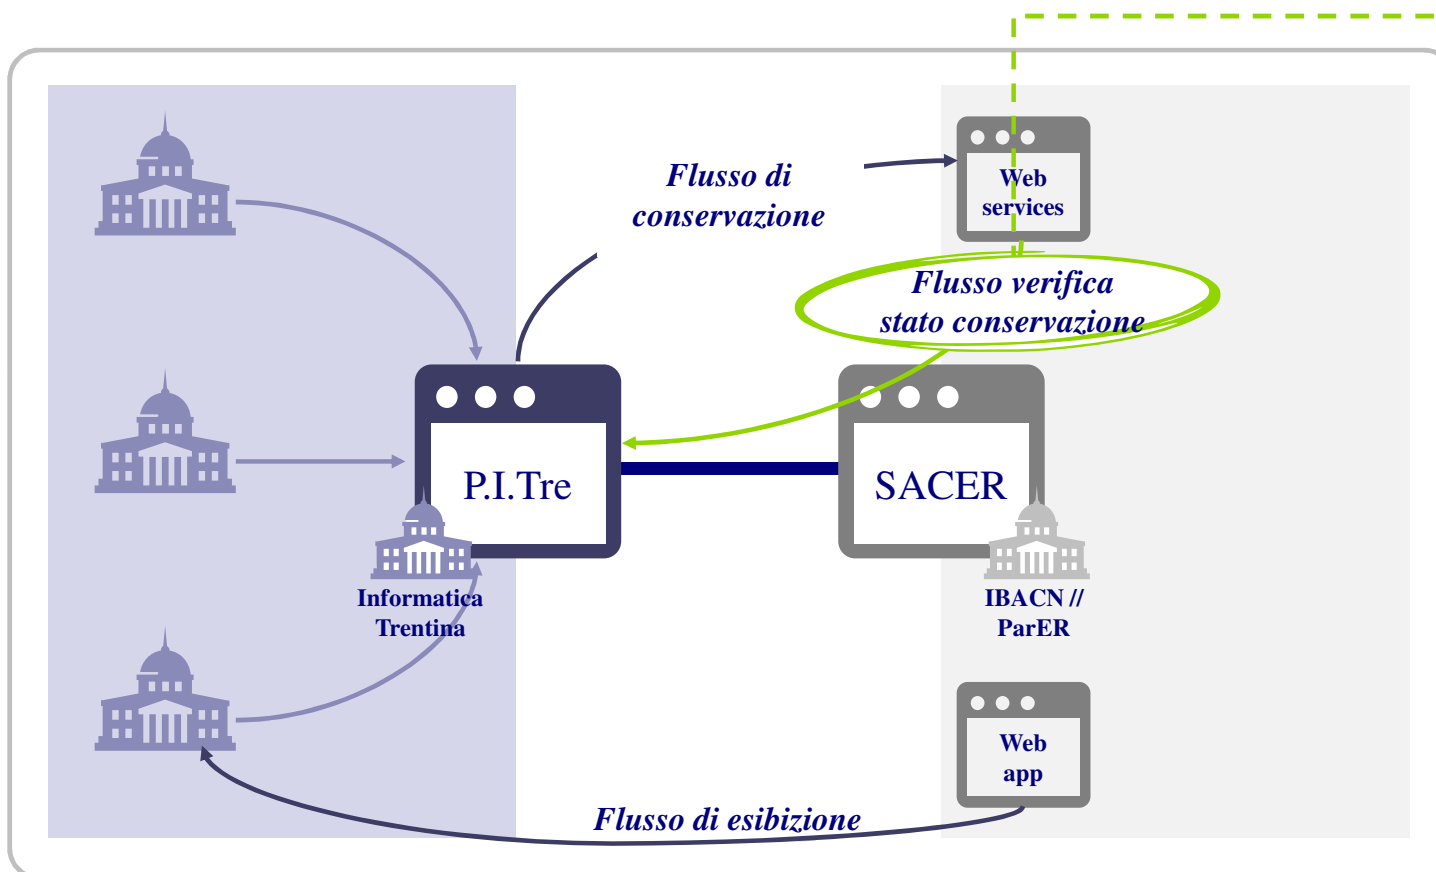 Flusso di
conservazione
Web
services
Flusso verifica
stato conservazione
P.I.Tre
SACER
Informatica
Trentina
IBACN //
ParER
Web
app
Flusso di esibizione